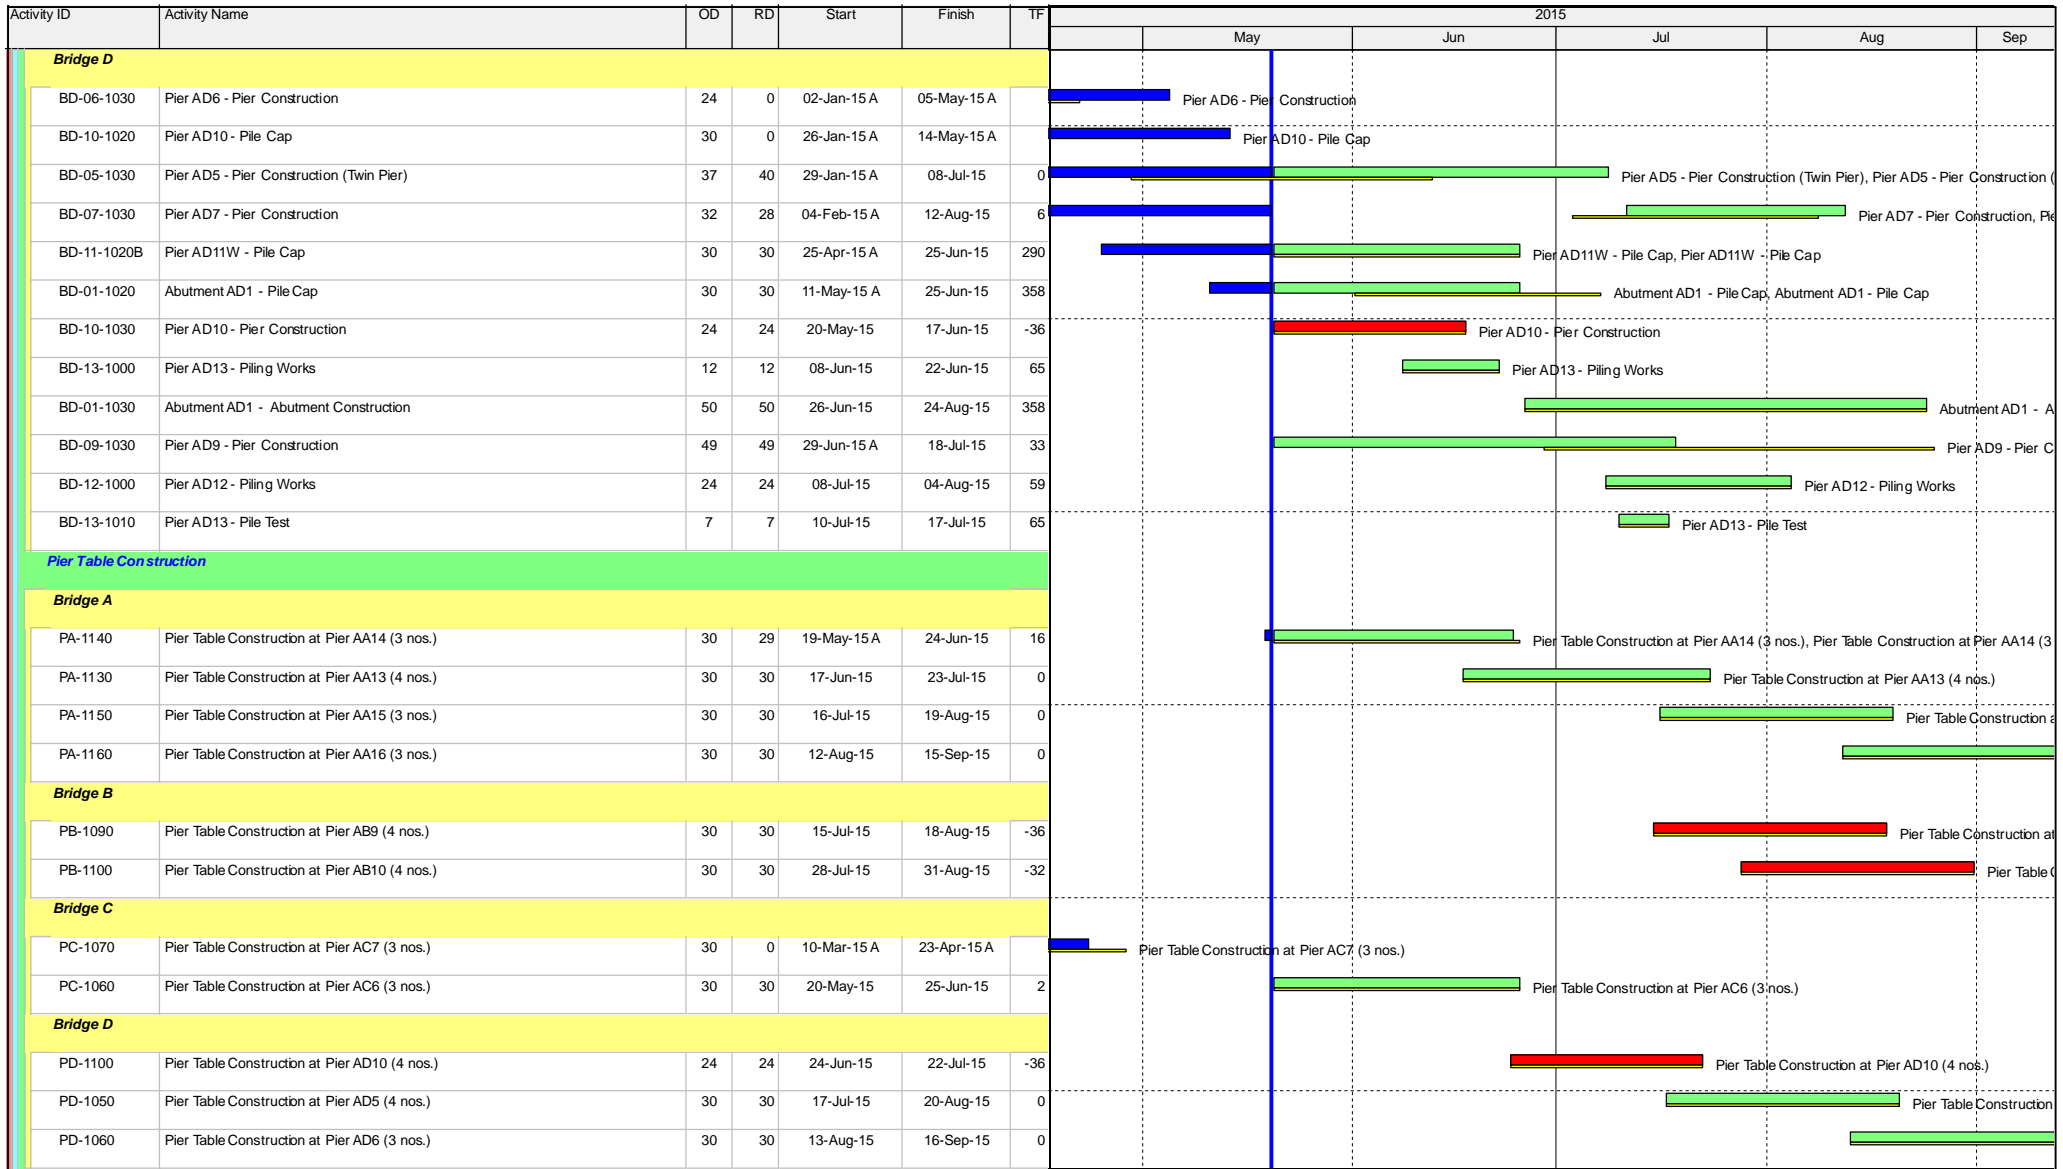 Activity ID Activity Name OD RD Start Finish TF 2015
May Jun Jul Aug Sep
Bridge D
BD-06-1030 Pier AD6 - Pier Construction 24 0 02-Jan-15 A 05-May-15 A Pier AD6 - Pier Construction
BD-10-1020 Pier AD10 - Pile Cap 30 0 26-Jan-15 A 14-May-15 A Pier AD10 - Pile Cap
BD-05-1030 Pier AD5 - Pier Construction (Twin Pier) 37 40 29-Jan-15 A 08-Jul-15 0 Pier AD5 - Pier Construction (Twin Pier), Pier AD5 - Pier Construction (
BD-07-1030 Pier AD7 - Pier Construction 32 28 04-Feb-15 A 12-Aug-15 6 Pier AD7 - Pier Construction, Pie
BD-11-1020B Pier AD11W - Pile Cap 30 30 25-Apr-15 A 25-Jun-15 290 Pier AD11W - Pile Cap, Pier AD11W - Pile Cap
BD-01-1020 Abutment AD1 - Pile Cap 30 30 11-May-15 A 25-Jun-15 358 Abutment AD1 - Pile Cap, Abutment AD1 - Pile Cap
BD-10-1030 Pier AD10 - Pier Construction 24 24 20-May-15 17-Jun-15 -36 Pier AD10 - Pier Construction
BD-13-1000 Pier AD13 - Piling Works 12 12 08-Jun-15 22-Jun-15 65 Pier AD13 - Piling Works
BD-01-1030 Abutment AD1 - Abutment Construction 50 50 26-Jun-15 24-Aug-15 358 Abutment AD1 - A
BD-09-1030 Pier AD9 - Pier Construction 49 49 29-Jun-15 A 18-Jul-15 33 Pier AD9 - Pier C
BD-12-1000 Pier AD12 - Piling Works 24 24 08-Jul-15 04-Aug-15 59 Pier AD12 - Piling Works
BD-13-1010 Pier AD13 - Pile Test 7 7 10-Jul-15 17-Jul-15 65 Pier AD13 - Pile Test
Pier Table Construction
Bridge A
PA-1140 Pier Table Construction at Pier AA14 (3 nos.) 30 29 19-May-15 A 24-Jun-15 16 Pier Table Construction at Pier AA14 (3 nos.), Pier Table Construction at Pier AA14 (3
PA-1130 Pier Table Construction at Pier AA13 (4 nos.) 30 30 17-Jun-15 23-Jul-15 0 Pier Table Construction at Pier AA13 (4 nos.)
PA-1150 Pier Table Construction at Pier AA15 (3 nos.) 30 30 16-Jul-15 19-Aug-15 0 Pier Table Construction a
PA-1160 Pier Table Construction at Pier AA16 (3 nos.) 30 30 12-Aug-15 15-Sep-15 0
Bridge B
PB-1090 Pier Table Construction at Pier AB9 (4 nos.) 30 30 15-Jul-15 18-Aug-15 -36 Pier Table Construction at
PB-1100 Pier Table Construction at Pier AB10 (4 nos.) 30 30 28-Jul-15 31-Aug-15 -32 Pier Table (
Bridge C
PC-1070 Pier Table Construction at Pier AC7 (3 nos.) 30 0 10-Mar-15 A 23-Apr-15 A Pier Table Construction at Pier AC7 (3 nos.)
PC-1060 Pier Table Construction at Pier AC6 (3 nos.) 30 30 20-May-15 25-Jun-15 2 Pier Table Construction at Pier AC6 (3 nos.)
Bridge D
PD-1100 Pier Table Construction at Pier AD10 (4 nos.) 24 24 24-Jun-15 22-Jul-15 -36 Pier Table Construction at Pier AD10 (4 nos.)
PD-1050 Pier Table Construction at Pier AD5 (4 nos.) 30 30 17-Jul-15 20-Aug-15 0 Pier Table Construction
PD-1060 Pier Table Construction at Pier AD6 (3 nos.) 30 30 13-Aug-15 16-Sep-15 0